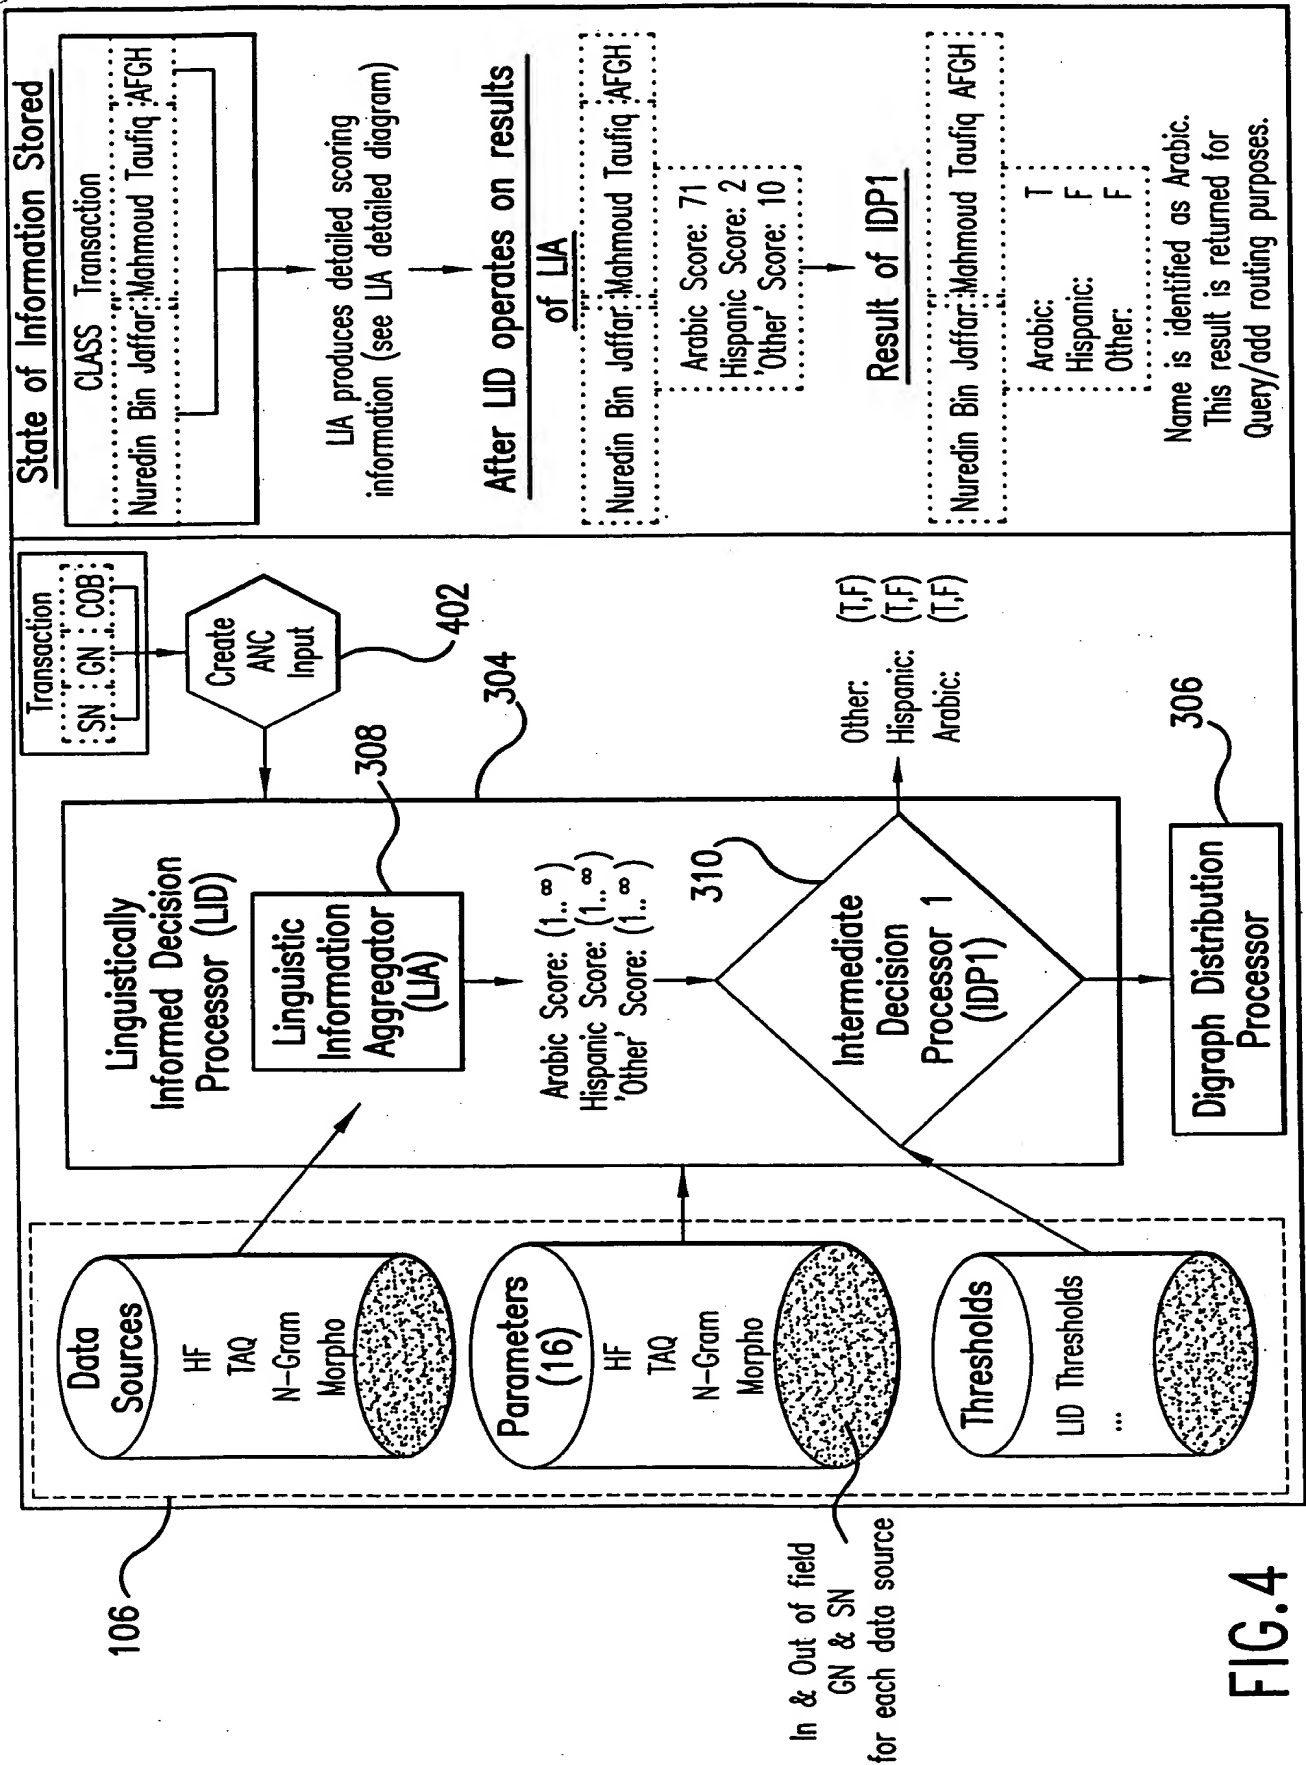 106
Data
Sources
HF
TAQ
N-Gram
Morpho
Parameters
(16)
HF
TAQ
N-Gram
Morpho
In & Out of field
GN & SN
for each data source
Thresholds
LID Thresholds
...
Linguistically
Informed Decision
Processor (LID)
308
Linguistic
Information
Aggregator
(LIA)
304
Arabic Score: (1.. ∞)
Hispanic Score: (1.. ∞)
'Other' Score: (1.. ∞)
310
Intermediate
Decision
Processor 1
(IDP1)
Other: (T,F)
Hispanic: (T,F)
Arabic: (T,F)
306
Digraph Distribution
Processor
Transaction
SN GN COB
Create
ANC
Input
402
State of Information Stored
CLASS Transaction
Nuredin Bin Jaffar Mahmoud Taufiq AFGH
LIA produces detailed scoring
information (see LIA detailed diagram)
After LID operates on results
of LIA
Nuredin Bin Jaffar Mahmoud Taufiq AFGH
Arabic Score: 71
Hispanic Score: 2
'Other' Score: 10
Result of IDP1
Nuredin Bin Jaffar Mahmoud Taufiq AFGH
Arabic: T
Hispanic: F
Other: F
Name is identified as Arabic.
This result is returned for
Query/add routing purposes.
FIG.4